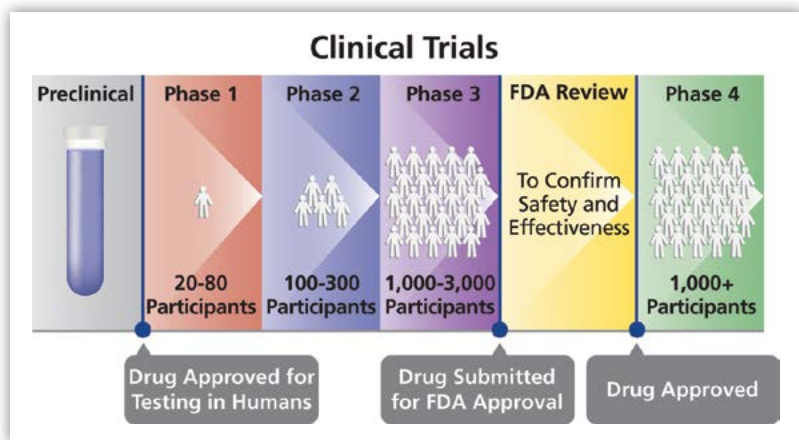 Clinical Trials
Preclinical
Phase 1
20-80
Participants
Phase 2
100-300
Participants
Phase 3
1,000-3,000
Participants
FDA Review
To Confirm
Safety and
Effectiveness
Phase 4
1,000+
Participants
Drug Approved for
Testing in Humans
Drug Submitted
for FDA Approval
Drug Approved